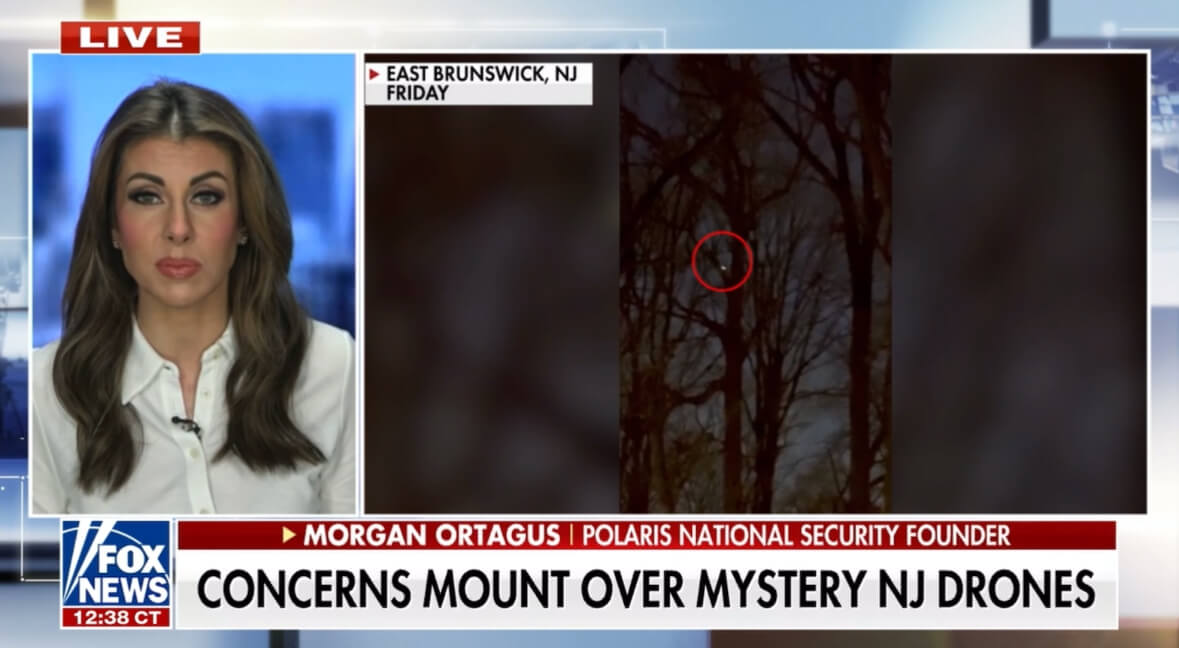 LIVE
EAST BRUNSWICK, NJ
FRIDAY
MORGAN ORTAGUS | POLARIS NATIONAL SECURITY FOUNDER
FOX
NEWS
12:38 CT
CONCERNS MOUNT OVER MYSTERY NJ DRONES